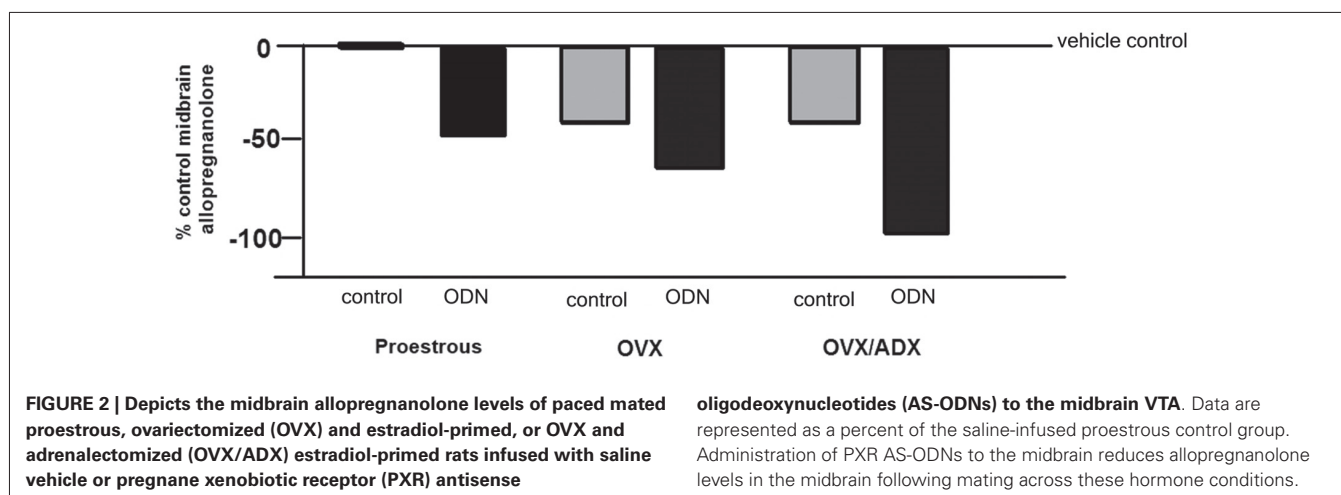 0
vehicle control
-50
-100
% control midbrain
allopregnanolone
control ODN control ODN control ODN
Proestrous OVX OVX/ADX
FIGURE 2 | Depicts the midbrain allopregnanolone levels of paced mated
proestrous, ovariectomized (OVX) and estradiol-primed, or OVX and
adrenalectomized (OVX/ADX) estradiol-primed rats infused with saline
vehicle or pregnane xenobiotic receptor (PXR) antisense
oligodeoxynucleotides (AS-ODNs) to the midbrain VTA. Data are
represented as a percent of the saline-infused proestrous control group.
Administration of PXR AS-ODNs to the midbrain reduces allopregnanolone
levels in the midbrain following mating across these hormone conditions.